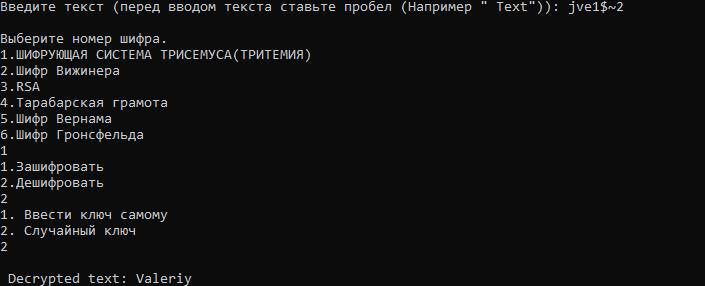 Введите текст (перед вводом текста ставьте пробел (Например " Text")): jve1$~2
Выберите номер шифра.
1.ШИФРУЮЩАЯ СИСТЕМА ТРИСЕМУСА(ТРИТЕМИЯ)
2.Шифр Вижинера
3.RSA
4.Тарабарская грамота
5.Шифр Вернама
6.Шифр Гронсфельда
1
1.Зашифровать
2.Дешифровать
2
1. Ввести ключ самому
2. Случайный ключ
2
Decrypted text: Valeriy